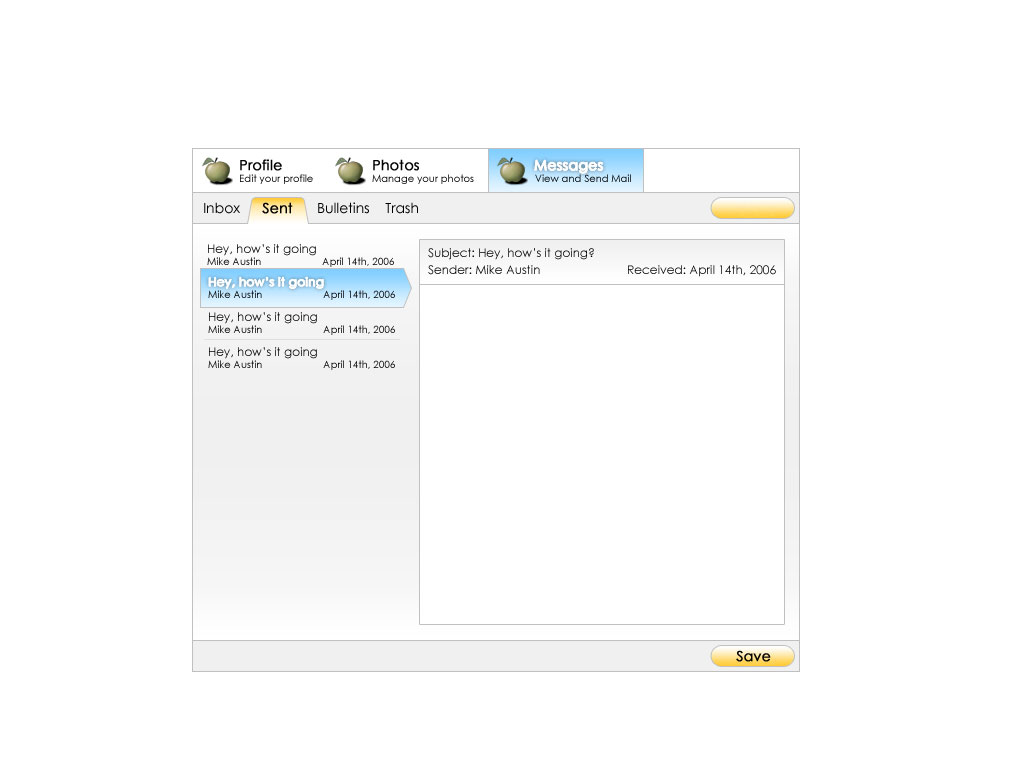 Profile
Edit your profile
Photos
Manage your photos
Messages
View and Send Mail
Inbox Sent Bulletins Trash
Hey, how's it going
Mike Austin April 14th, 2006
Hey, how's it going
Mike Austin April 14th, 2006
Hey, how's it going
Mike Austin April 14th, 2006
Hey, how's it going
Mike Austin April 14th, 2006
Subject: Hey, how's it going?
Sender: Mike Austin Received: April 14th, 2006
Save